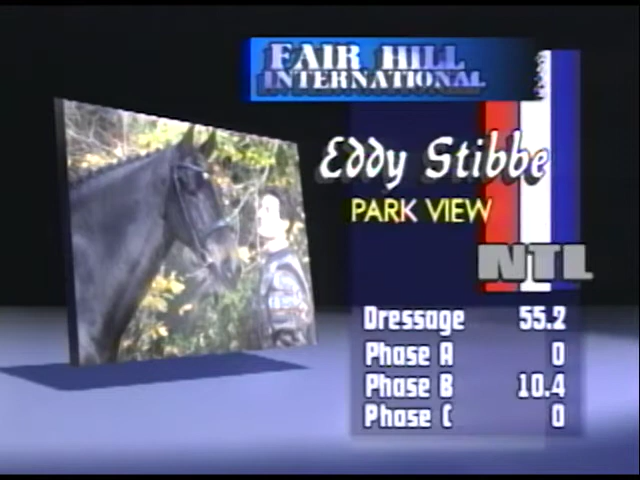 FAIR HILL
INTERNATIONAL
Eddy Stibbe
PARK VIEW
NTL
Dressage 55.2
Phase A 0
Phase B 10.4
Phase C 0